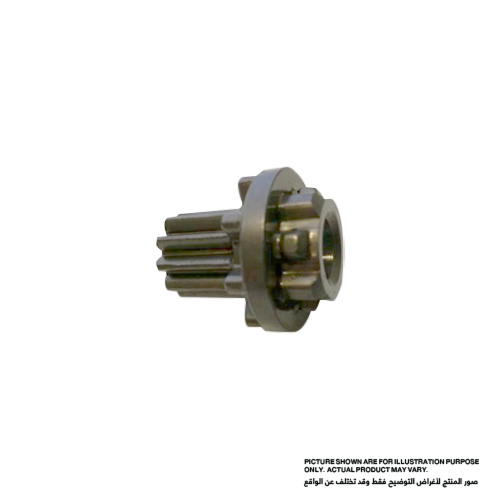 PICTURE SHOWN ARE FOR ILLUSTRATION PURPOSE
ONLY. ACTUAL PRODUCT MAY VARY.
صور المنتج لأغراض التوضيح فقط وقد تختلف عن الواقع